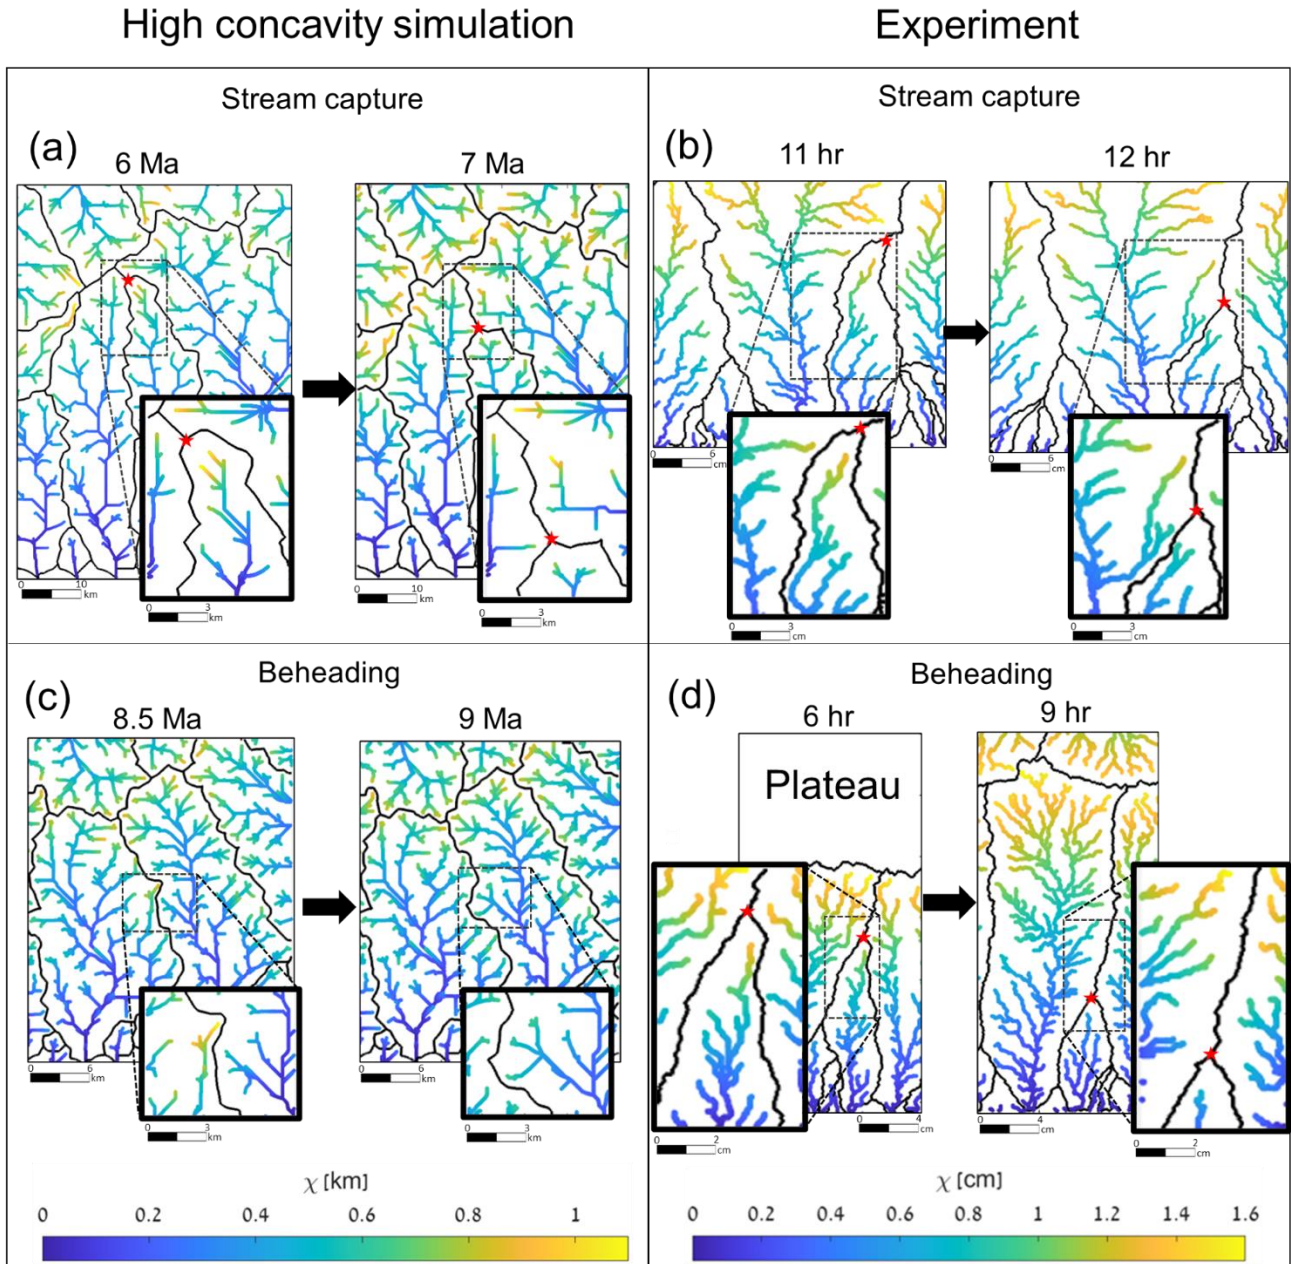 High concavity simulation
Experiment
Stream capture
Stream capture
(a)
6 Ma
7 Ma
(b)
11 hr
12 hr
0 10
km
0 10
km
0 3
km
0 3
km
0 6
cm
0 6
cm
0 3
cm
0 3
cm
Beheading
Beheading
(c)
8.5 Ma
9 Ma
(d)
6 hr
9 hr
Plateau
0 6
km
0 6
km
0 3
km
0 3
km
0 4
cm
0 4
cm
0 2
cm
0 2
cm
χ [km]
0 0.2 0.4 0.6 0.8 1
χ [cm]
0 0.2 0.4 0.6 0.8 1 1.2 1.4 1.6